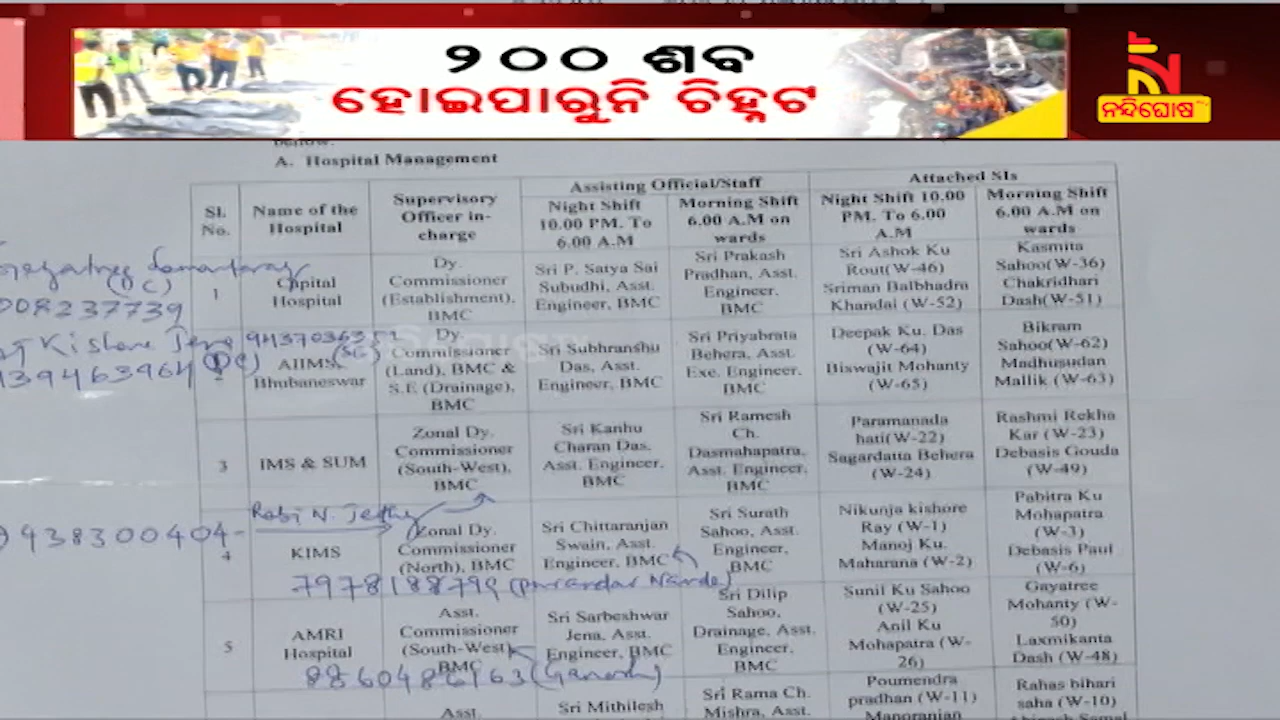 ୨୦୦ ଶବ
ହୋଇପାରୁନି ଚିହ୍ନଟ
ନନ୍ଦିଘୋଷ
A. Hospital Management
Sl. No.
Name of the Hospital
Supervisory Officer in-charge
Assisting Official/Staff
Attached SIs
Night Shift 10.00 PM. To 6.00 A.M
Morning Shift 6.00 A.M on wards
Night Shift 10.00 PM. To 6.00 A.M
Morning Shift 6.00 A.M on wards
1
Capital Hospital
Dy. Commissioner (Establishment), BMC
Sri P. Satya Sai Subudhi, Asst. Engineer, BMC
Sri Prakash Pradhan, Asst. Engineer, BMC
Sri Ashok Ku Rout(W-46)
Sriman Balbhadra Khandai (W-52)
Kasmita Sahoo(W-36)
Chakridhari Dash(W-51)
(DC)
008237739
Kishore Jena 9437036351
AIIMS, Bhubaneswar
Dy. Commissioner (Land), BMC & S.E (Drainage), BMC
Sri Subhranshu Das, Asst. Engineer, BMC
Sri Priyabrata Behera, Asst. Exe. Engineer, BMC
Deepak Ku. Das (W-64)
Biswajit Mohanty (W-65)
Bikram Sahoo(W-62)
Madhusudan Mallik (W-63)
3
IMS & SUM
Zonal Dy. Commissioner (South-West), BMC
Sri Kanhu Charan Das, Asst. Engineer, BMC
Sri Ramesh Ch. Dasmahapatra, Asst. Engineer, BMC
Paramanada hati(W-22)
Sagardatta Behera (W-24)
Rashmi Rekha Kar (W-23)
Debasis Gouda (W-49)
Rabi N. Jethy
9438300404
4
KIMS
Zonal Dy. Commissioner (North), BMC
Sri Chittaranjan Swain, Asst. Engineer, BMC
Sri Surath Sahoo, Asst. Engineer, BMC
Nikunja kishore Ray (W-1)
Manoj Ku. Maharana (W-2)
Pabitra Ku Mohapatra (W-3)
Debasis Paul (W-6)
5
AMRI Hospital
Asst. Commissioner (South-West) BMC
Sri Sarbeshwar Jena, Asst. Engineer, BMC
Sri Dilip Sahoo, Drainage, Asst. Engineer, BMC
Sunil Ku Sahoo (W-25)
Anil Ku Mohapatra (W-26)
Gayatree Mohanty (W-50)
Laxmikanta Dash (W-48)
Asst.
Sri Mithilesh
Sri Rama Ch. Mishra, Asst.
Poumendra pradhan (W-11)
Manoranjan
Rahas bihari saha (W-10)